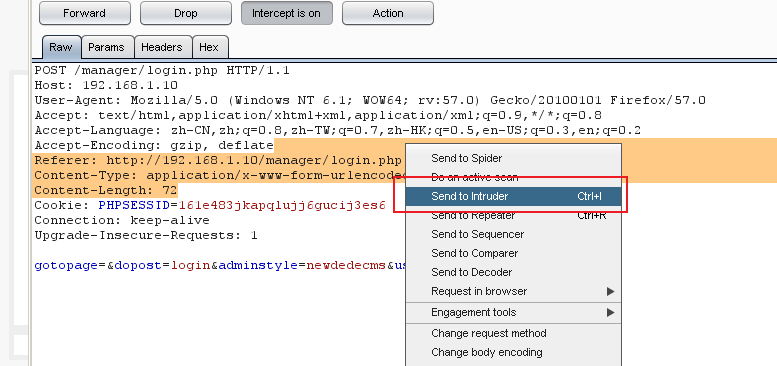 Forward Drop Intercept is on Action
Raw Params Headers Hex
POST /manager/login.php HTTP/1.1
Host: 192.168.1.10
User-Agent: Mozilla/5.0 (Windows NT 6.1; WOW64; rv:57.0) Gecko/20100101 Firefox/57.0
Accept: text/html,application/xhtml+xml,application/xml;q=0.9,*/*;q=0.8
Accept-Language: zh-CN,zh;q=0.8,zh-TW;q=0.7,zh-HK;q=0.5,en-US;q=0.3,en;q=0.2
Accept-Encoding: gzip, deflate
Referer: http://192.168.1.10/manager/login.php
Content-Type: application/x-www-form-urlencoded
Content-Length: 72
Cookie: PHPSESSID=161e483jkapqlujj6gucij3es6
Connection: keep-alive
Upgrade-Insecure-Requests: 1
gotopage=&dopost=login&adminstyle=newdedecms&us
Send to Spider
Do an active scan
Send to Intruder Ctrl+I
Send to Repeater Ctrl+R
Send to Sequencer
Send to Comparer
Send to Decoder
Request in browser
Engagement tools
Change request method
Change body encoding